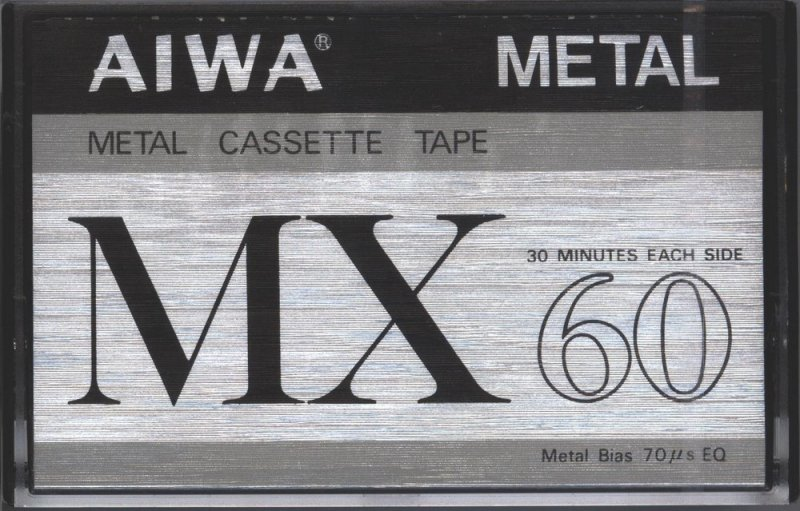 AIWA® METAL
METAL CASSETTE TAPE
MX
30 MINUTES EACH SIDE
60
Metal Bias 70μs EQ